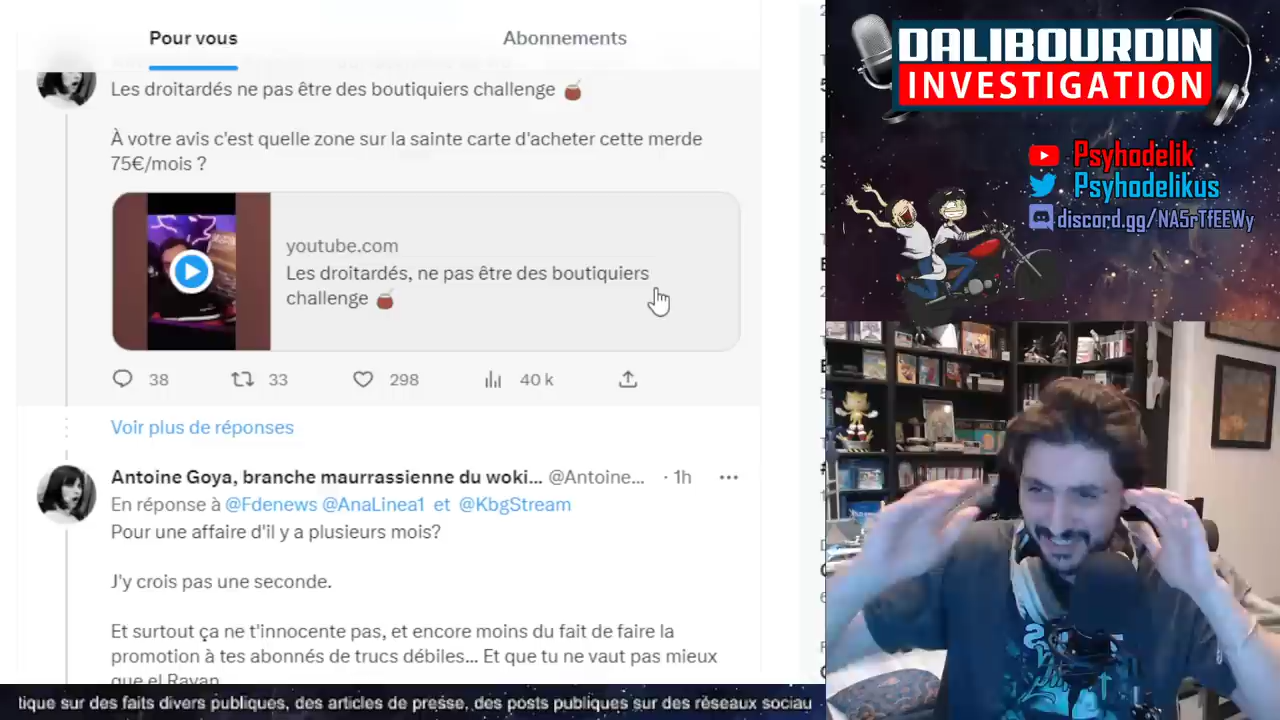 Pour vous
Abonnements
Les droitardés ne pas être des boutiquiers challenge
À votre avis c'est quelle zone sur la sainte carte d'acheter cette merde
75€/mois ?
youtube.com
Les droitardés, ne pas être des boutiquiers
challenge
38
33
298
40 k
Voir plus de réponses
Antoine Goya, branche maurrassienne du woki... @Antoine... · 1h
En réponse à @Fdenews @AnaLinea1 et @KbgStream
Pour une affaire d'il y a plusieurs mois?
J'y crois pas une seconde.
Et surtout ça ne t'innocente pas, et encore moins du fait de faire la
promotion à tes abonnés de trucs débiles... Et que tu ne vaut pas mieux
que el Rayan
tique sur des faits divers publiques, des articles de presse, des posts publiques sur des réseaux sociau
DALIBOURDIN
INVESTIGATION
Psyhodelik
Psyhodelikus
discord.gg/NA5rTfEEWy